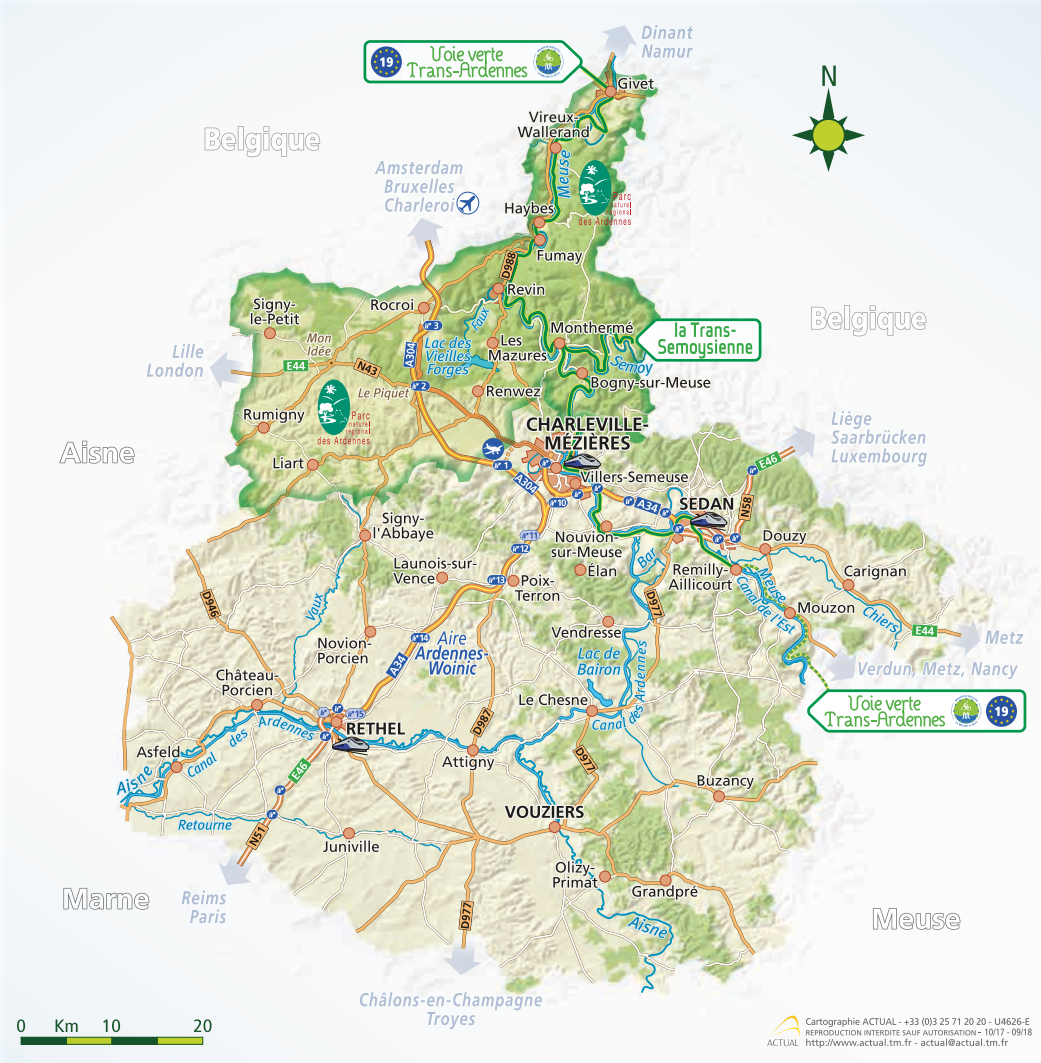 Dinant
Namur
19
Voie verte
Trans-Ardennes
Givet
N
Vireux-
Wallerand
Belgique
Meuse
Amsterdam
Bruxelles
Charleroi
Parc
naturel
régional
des Ardennes
Haybes
Fumay
D988
Revin
Signy-
le-Petit
Rocroi
Belgique
Faux
n° 3
Monthermé
la Trans-
Semoysienne
Mon
Idée
Lac des
Vieilles
Forges
Les
Mazures
A304
Lille
London
E44
N43
Semoy
Bogny-sur-Meuse
Le Piquet
n° 2
Renwez
Rumigny
Parc
naturel
régional
des Ardennes
CHARLEVILLE-
MÉZIÈRES
Liège
Saarbrücken
Luxembourg
Aisne
Liart
n° 1
E46
A304
Villers-Semeuse
n° 10
A34
SEDAN
N58
Signy-
l'Abbaye
n° 11
n° 12
Nouvion-
sur-Meuse
Douzy
Bar
Launois-sur-
Vence
n° 13
Poix-
Terron
Élan
Remilly-
Aillicourt
Carignan
D946
Vaux
D977
Meuse
Canal de l'Est
Mouzon
Chiers
E44
Metz
Novion-
Porcien
n° 14
Aire
Ardennes-
Woinic
Vendresse
A34
Lac de
Bairon
Verdun, Metz, Nancy
Château-
Porcien
Le Chesne
Canal
des Ardennes
Voie verte
Trans-Ardennes
19
n° 15
RETHEL
D987
Asfeld
Canal
des
Ardennes
Attigny
D977
Aisne
E46
Buzancy
VOUZIERS
Retourne
N51
Juniville
Olizy-
Primat
Grandpré
Marne
Reims
Paris
D977
Aisne
Meuse
Châlons-en-Champagne
Troyes
0 Km 10 20
ACTUAL
Cartographie ACTUAL - +33 (0)3 25 71 20 20 - U4626-E
REPRODUCTION INTERDITE SAUF AUTORISATION - 10/17 - 09/18
http://www.actual.tm.fr - actual@actual.tm.fr